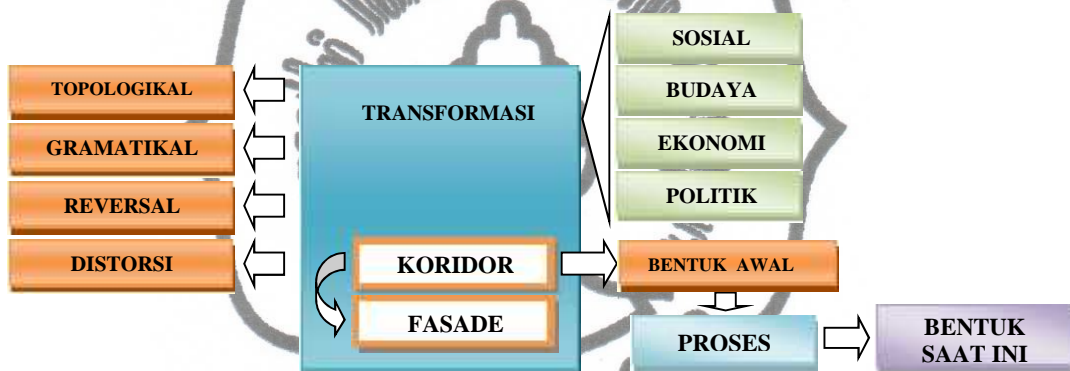 TOPOLOGIKAL
GRAMATIKAL
REVERSAL
DISTORSI
TRANSFORMASI
KORIDOR
FASADE
SOSIAL
BUDAYA
EKONOMI
POLITIK
BENTUK AWAL
PROSES
BENTUK
SAAT INI